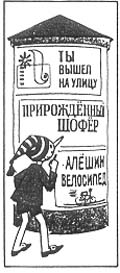 ТЫ
ВЫШЕЛ
НА УЛИЦУ
ПРИРОЖДЁННЫЙ
ШОФЁР
АЛЁШИН
ВЕЛОСИПЕД